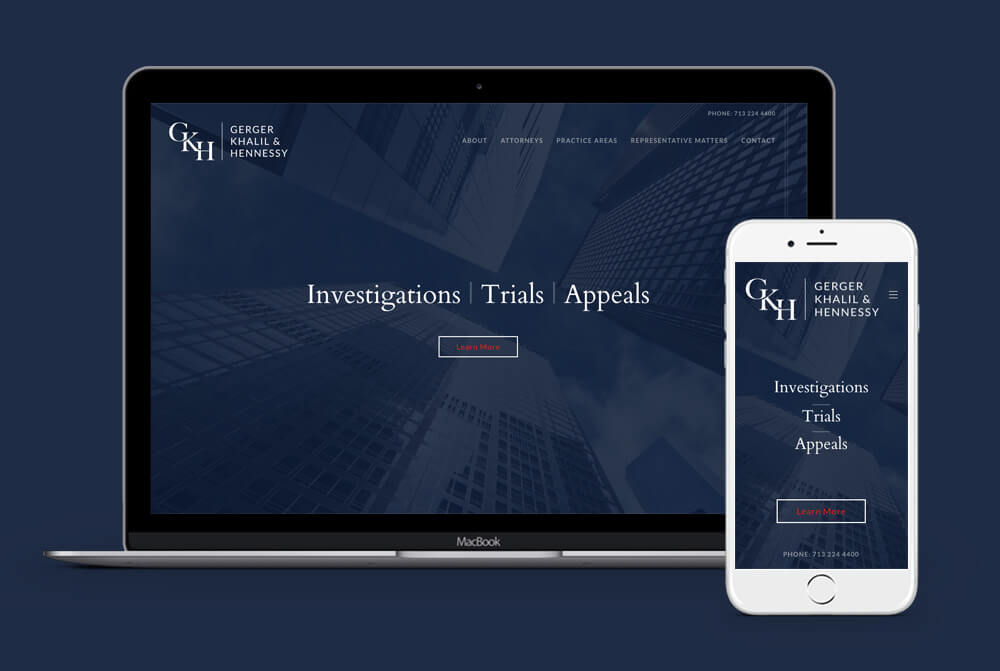 PHONE: 713 224 4400
GKH
GERGER
KHALIL &
HENNESSY
ABOUT ATTORNEYS PRACTICE AREAS REPRESENTATIVE MATTERS CONTACT
Investigations | Trials | Appeals
Learn More
MacBook
GKH
GERGER
KHALIL &
HENNESSY
Investigations
Trials
Appeals
Learn More
PHONE: 713 224 4400